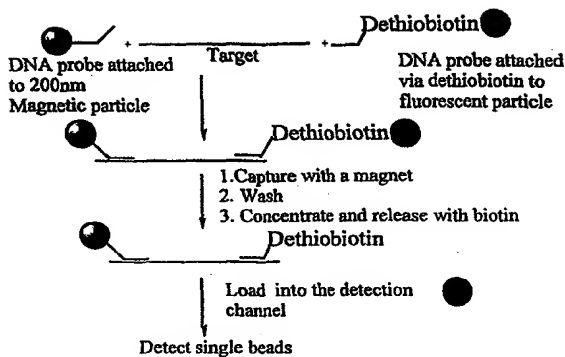 Dethiobiotin
+
+
Target
DNA probe attached
to 200nm
Magnetic particle
DNA probe attached
via dethiobiotin to
fluorescent particle
Dethiobiotin
1.Capture with a magnet
2. Wash
3. Concentrate and release with biotin
Dethiobiotin
Load into the detection
channel
Detect single beads